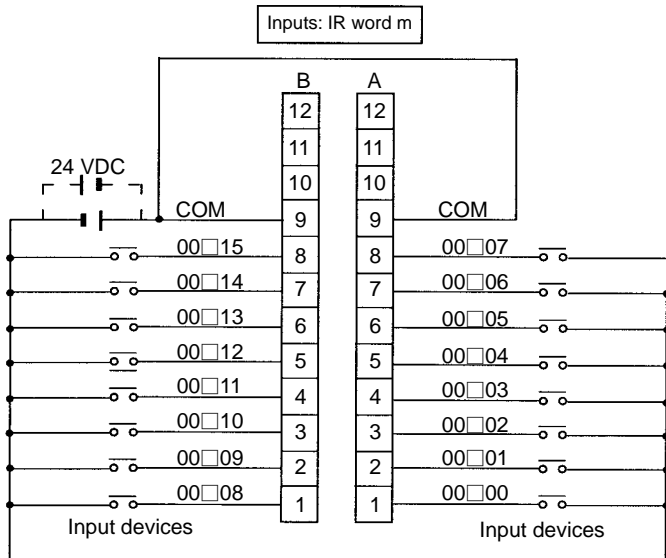 Inputs: IR word m
B A
12 12
11 11
24 VDC 10 10
COM 9 9 COM
00□15 8 8 00□07
00□14 7 7 00□06
00□13 6 6 00□05
00□12 5 5 00□04
00□11 4 4 00□03
00□10 3 3 00□02
00□09 2 2 00□01
00□08 1 1 00□00
Input devices Input devices